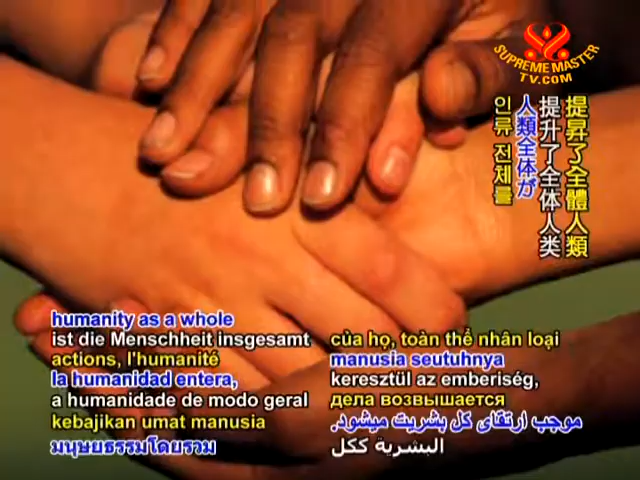 SUPREME MASTER
TV.COM
提昇了全體人類
提升了全体人类
人類全体が
인류 전체를
humanity as a whole
ist die Menschheit insgesamt
actions, l'humanité
la humanidad entera,
a humanidade de modo geral
kebajikan umat manusia
มนุษยธรรมโดยรวม
của họ, toàn thể nhân loại
manusia seutuhnya
keresztül az emberiség,
дела возвышается
موجب ارتقای کل بشریت میشود.
البشرية ككل